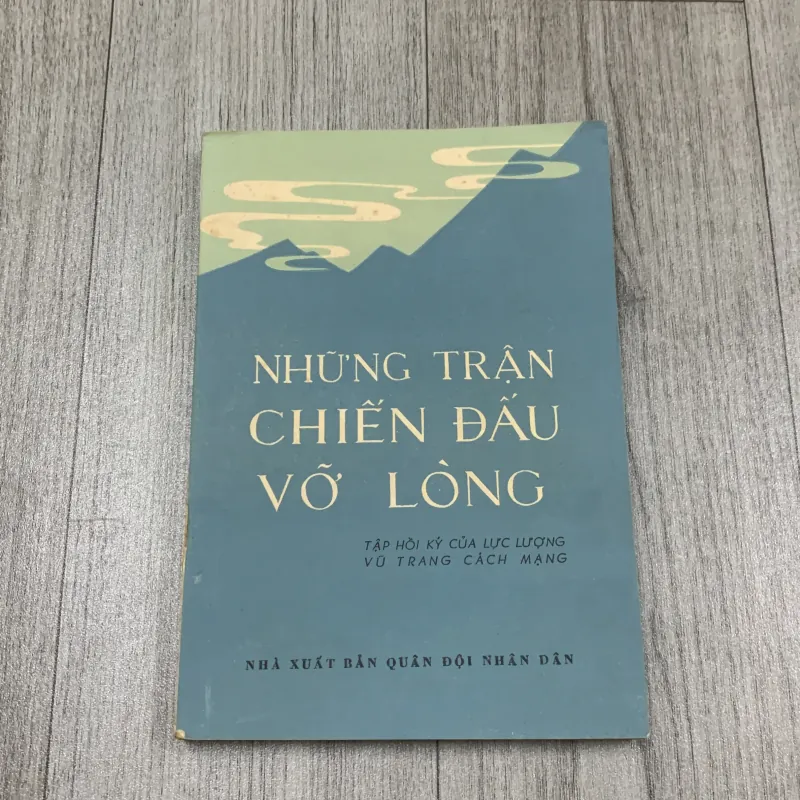 NHỮNG TRẬN
CHIẾN ĐẤU
VỠ LÒNG
TẬP HỒI KÝ CỦA LỰC LƯỢNG
VŨ TRANG CÁCH MẠNG
NHÀ XUẤT BẢN QUÂN ĐỘI NHÂN DÂN